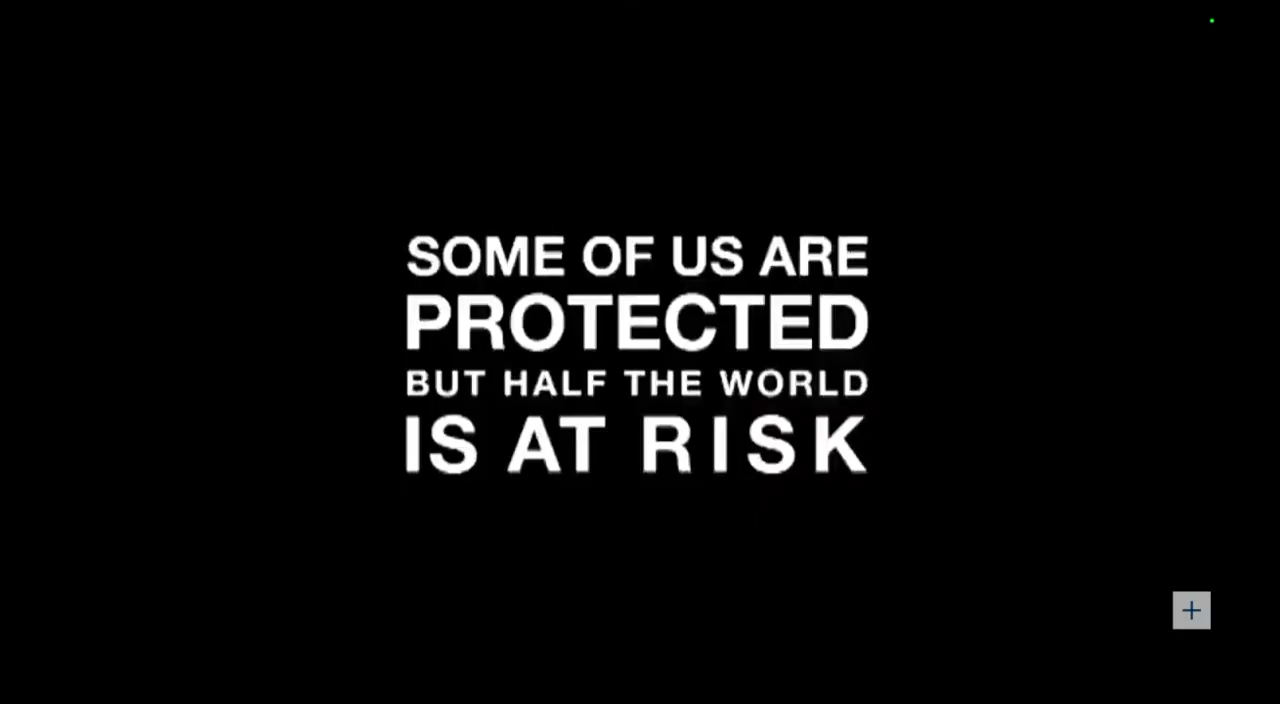 SOME OF US ARE
PROTECTED
BUT HALF THE WORLD
IS AT RISK